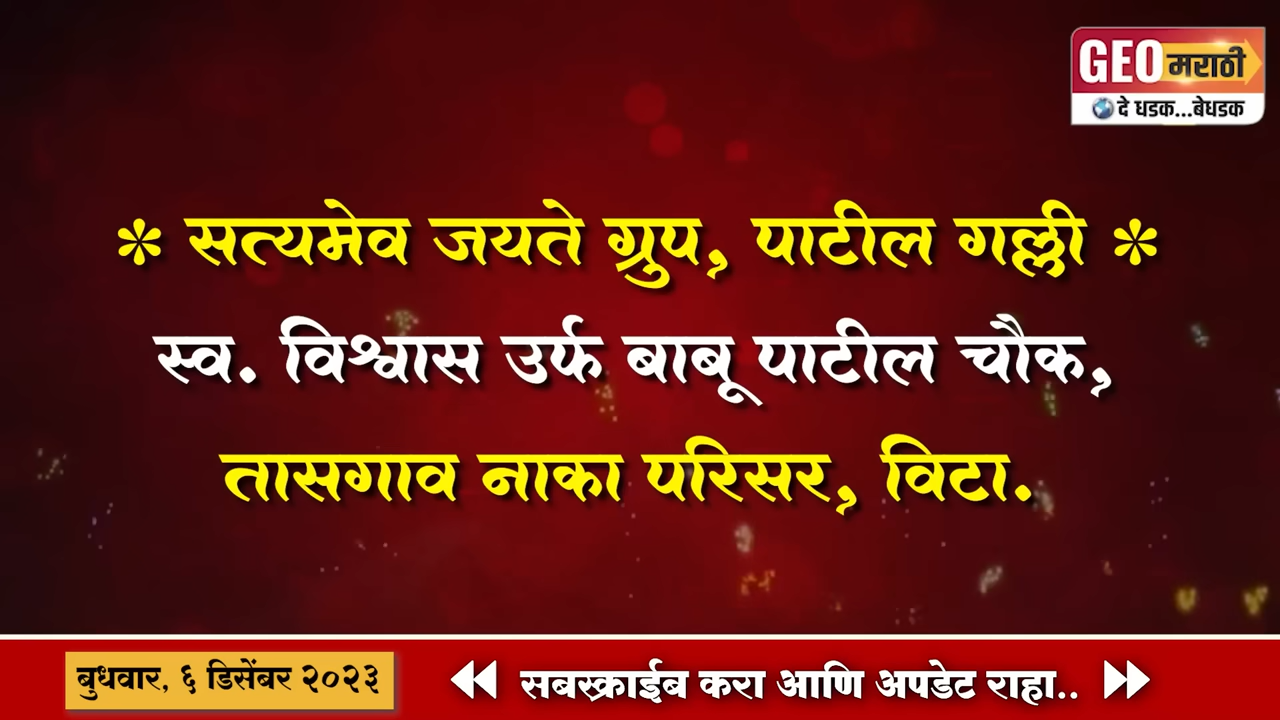 GEO मराठी
दे धडक...बेधडक
* सत्यमेव जयते ग्रुप, पाटील गल्ली *
स्व. विश्वास उर्फ बाबू पाटील चौक,
तासगाव नाका परिसर, विटा.
बुधवार, ६ डिसेंबर २०२३
सबस्क्राईब करा आणि अपडेट राहा..